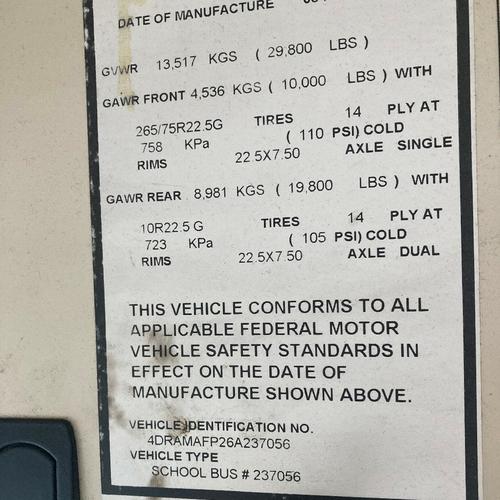 DATE OF MANUFACTURE
GVWR 13,517 KGS ( 29,800 LBS )
GAWR FRONT 4,536 KGS ( 10,000 LBS ) WITH
265/75R22.5G TIRES 14 PLY AT
758 KPa ( 110 PSI) COLD
RIMS 22.5X7.50 AXLE SINGLE
GAWR REAR 8,981 KGS ( 19,800 LBS ) WITH
10R22.5 G TIRES 14 PLY AT
723 KPa ( 105 PSI) COLD
RIMS 22.5X7.50 AXLE DUAL
THIS VEHICLE CONFORMS TO ALL
APPLICABLE FEDERAL MOTOR
VEHICLE SAFETY STANDARDS IN
EFFECT ON THE DATE OF
MANUFACTURE SHOWN ABOVE.
VEHICLE IDENTIFICATION NO.
4DRAMAFP26A237056
VEHICLE TYPE
SCHOOL BUS # 237056